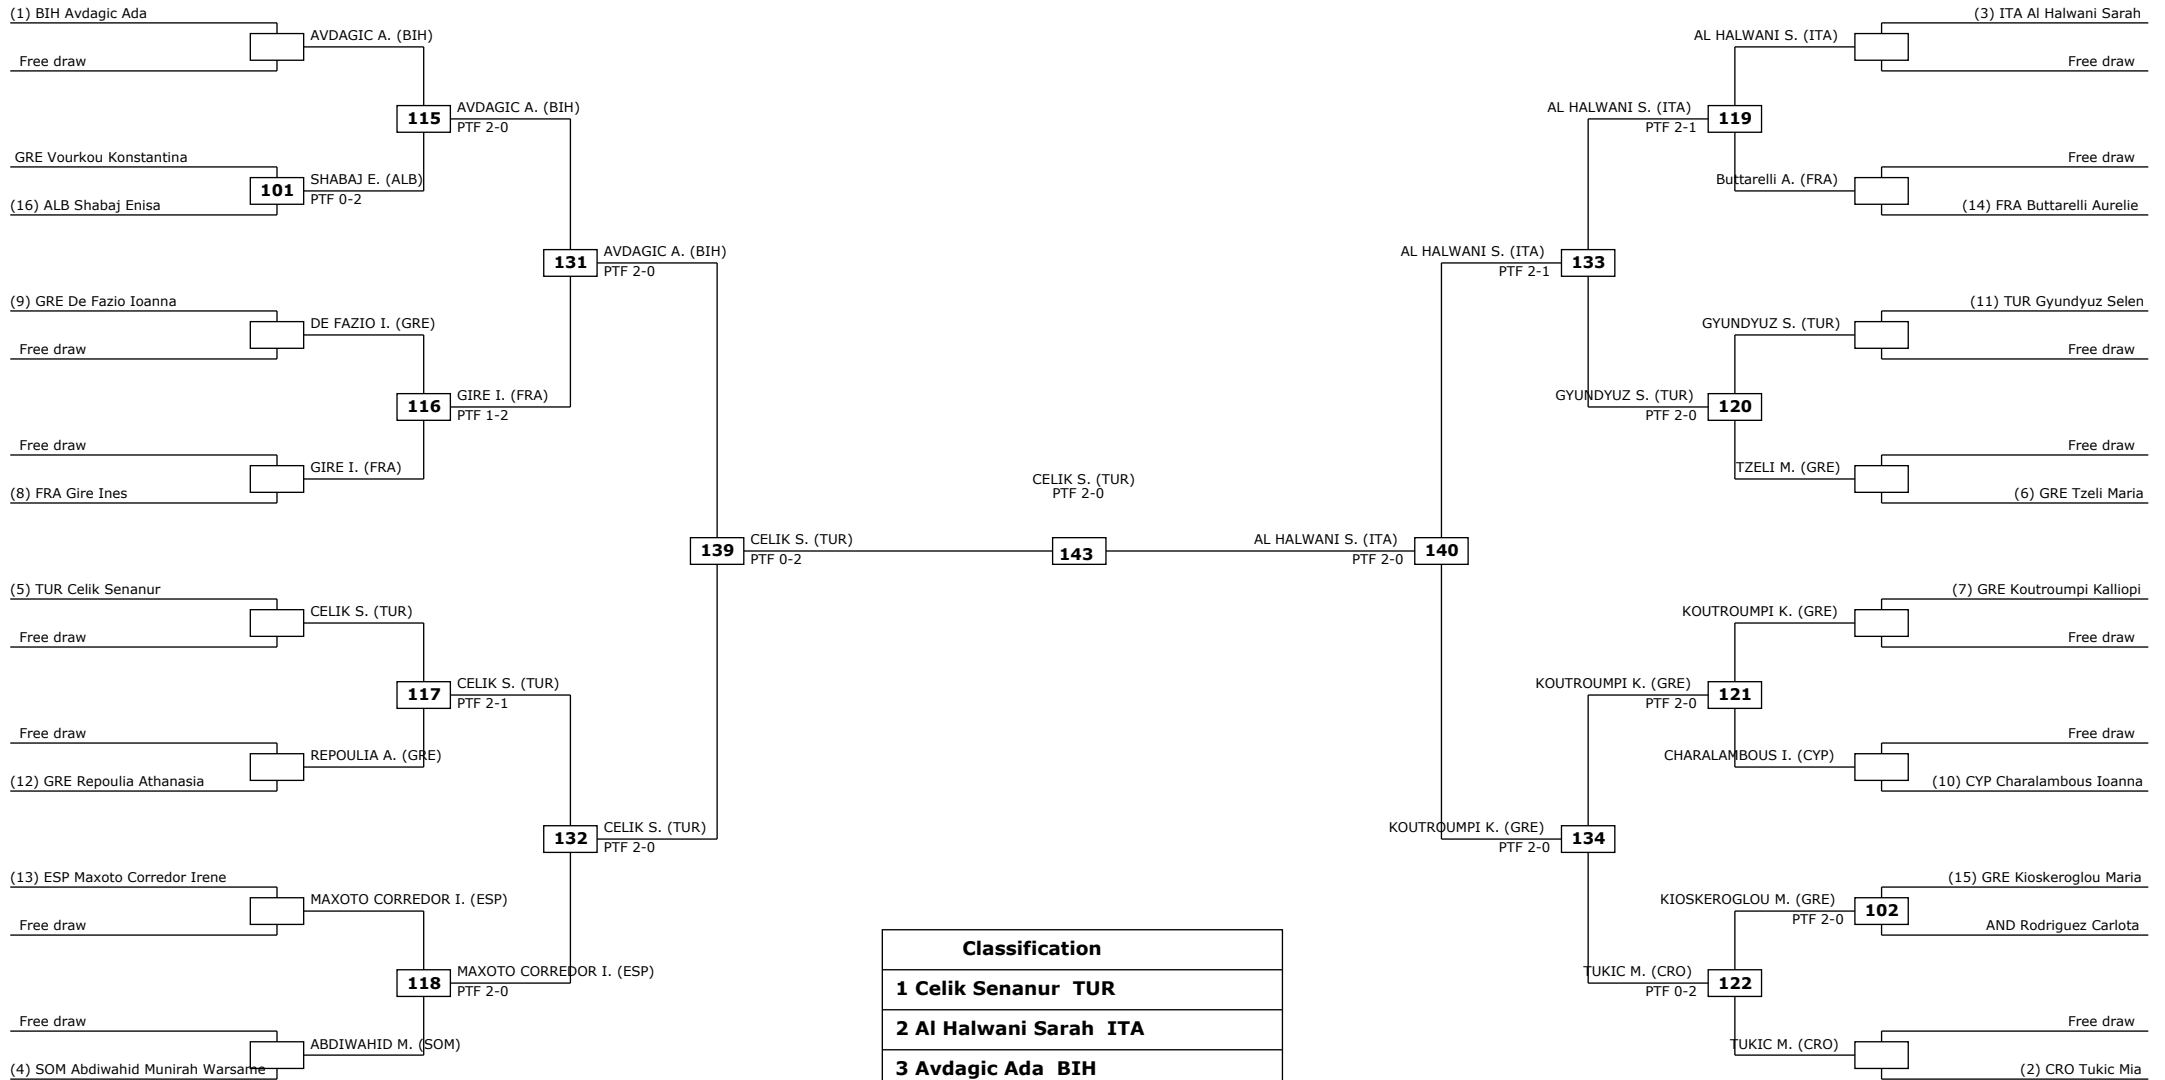 (1) BIH Avdagic Ada
Free draw
AVDAGIC A. (BIH)
115
AVDAGIC A. (BIH)
PTF 2-0
GRE Vourkou Konstantina
101
SHABAJ E. (ALB)
PTF 0-2
(16) ALB Shabaj Enisa
131
AVDAGIC A. (BIH)
PTF 2-0
(9) GRE De Fazio Ioanna
DE FAZIO I. (GRE)
Free draw
116
GIRE I. (FRA)
PTF 1-2
Free draw
GIRE I. (FRA)
(8) FRA Gire Ines
139
CELIK S. (TUR)
PTF 0-2
(5) TUR Celik Senanur
CELIK S. (TUR)
Free draw
117
CELIK S. (TUR)
PTF 2-1
Free draw
REPOULIA A. (GRE)
(12) GRE Repoulia Athanasia
132
CELIK S. (TUR)
PTF 2-0
(13) ESP Maxoto Corredor Irene
MAXOTO CORREDOR I. (ESP)
Free draw
118
MAXOTO CORREDOR I. (ESP)
PTF 2-0
Free draw
ABDIWAHID M. (SOM)
(4) SOM Abdiwahid Munirah Warsame
CELIK S. (TUR)
PTF 2-0
143
(3) ITA Al Halwani Sarah
AL HALWANI S. (ITA)
Free draw
AL HALWANI S. (ITA)
PTF 2-1
119
Free draw
Buttarelli A. (FRA)
(14) FRA Buttarelli Aurelie
AL HALWANI S. (ITA)
PTF 2-1
133
(11) TUR Gyundyuz Selen
GYUNDYUZ S. (TUR)
Free draw
GYUNDYUZ S. (TUR)
PTF 2-0
120
Free draw
TZELI M. (GRE)
(6) GRE Tzeli Maria
AL HALWANI S. (ITA)
PTF 2-0
140
(7) GRE Koutroumpi Kalliopi
KOUTROUMPI K. (GRE)
Free draw
KOUTROUMPI K. (GRE)
PTF 2-0
121
Free draw
CHARALAMBOUS I. (CYP)
(10) CYP Charalambous Ioanna
KOUTROUMPI K. (GRE)
PTF 2-0
134
(15) GRE Kioskeroglou Maria
KIOSKEROGLOU M. (GRE)
PTF 2-0
102
AND Rodriguez Carlota
TUKIC M. (CRO)
PTF 0-2
122
Free draw
TUKIC M. (CRO)
(2) CRO Tukic Mia
Classification
1 Celik Senanur TUR
2 Al Halwani Sarah ITA
3 Avdagic Ada BIH